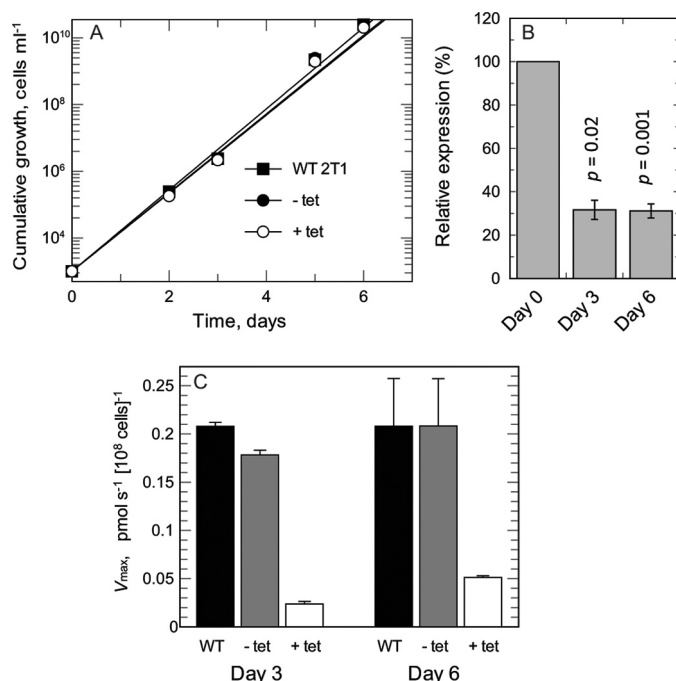 A
Cumulative growth, cells ml⁻¹
10¹⁰
10⁸
10⁶
10⁴
WT 2T1
- tet
+ tet
0 2 4 6
Time, days
B
Relative expression (%)
120
100
80
60
40
20
0
p = 0.02
p = 0.001
Day 0
Day 3
Day 6
C
Vmax, pmol s⁻¹ [10⁸ cells]⁻¹
0.25
0.2
0.15
0.1
0.05
0
WT - tet + tet WT - tet + tet
Day 3 Day 6